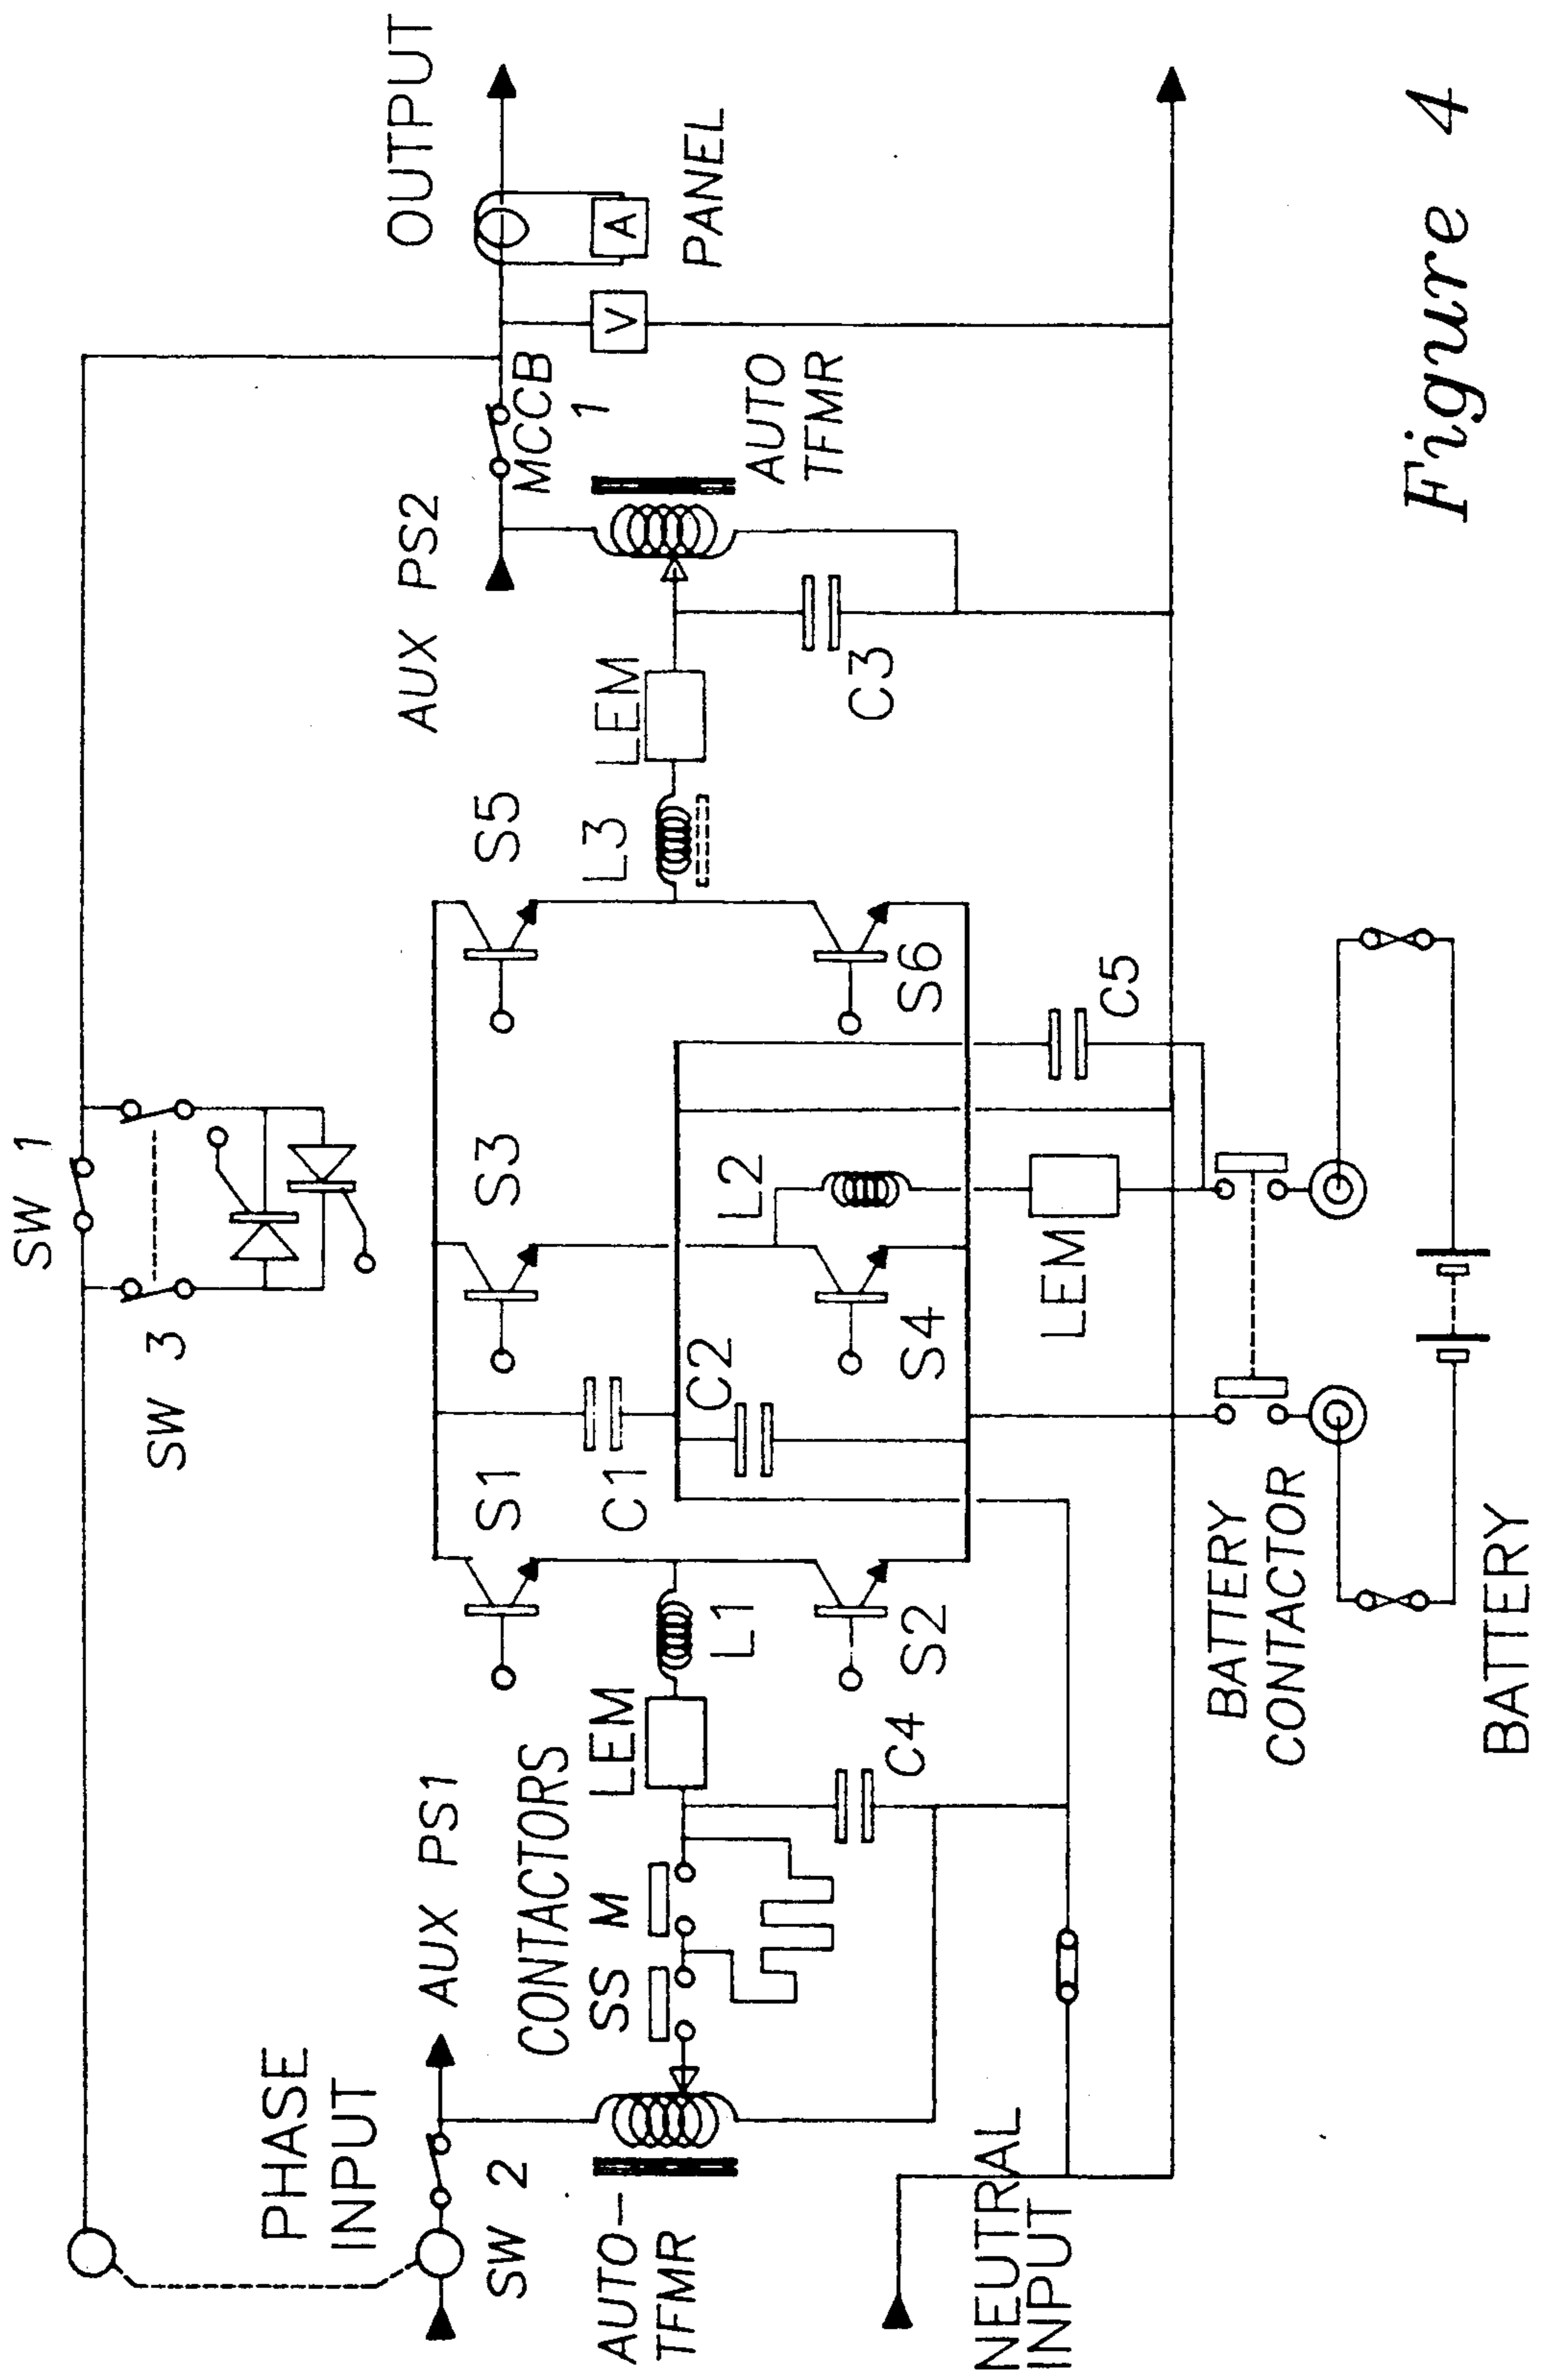 SW 1
SW 3
PHASE
INPUT
AUX PS1
SW 2
AUTO-
TFMR
CONTACTORS
SS M
LEM
L1
C4
NEUTRAL
INPUT
S1
S2
C1
C2
S3
S4
L2
LEM
S5
S6
C5
L3
LEM
C3
AUX PS2
MCCB
1
AUTO
TFMR
OUTPUT
V
A
PANEL
BATTERY
CONTACTOR
BATTERY
Figure 4